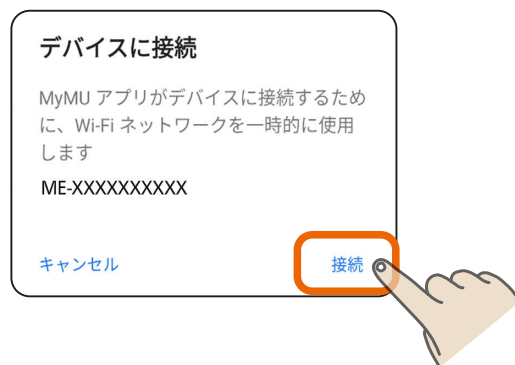 デバイスに接続
MyMU アプリがデバイスに接続するため
に、Wi-Fi ネットワークを一時的に使用
します
ME-XXXXXXXXXX
キャンセル 接続